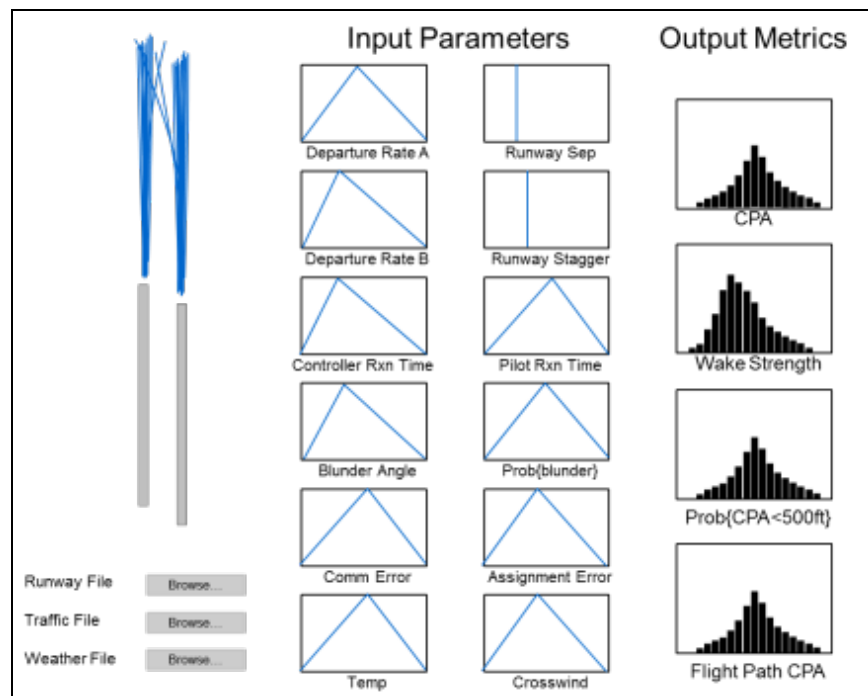 Input Parameters
Output Metrics
Departure Rate A
Runway Sep
CPA
Departure Rate B
Runway Stagger
Wake Strength
Controller Rxn Time
Pilot Rxn Time
Blunder Angle
Prob{blunder}
Prob{CPA<500ft}
Comm Error
Assignment Error
Runway File
Browse...
Traffic File
Browse...
Weather File
Browse...
Temp
Crosswind
Flight Path CPA